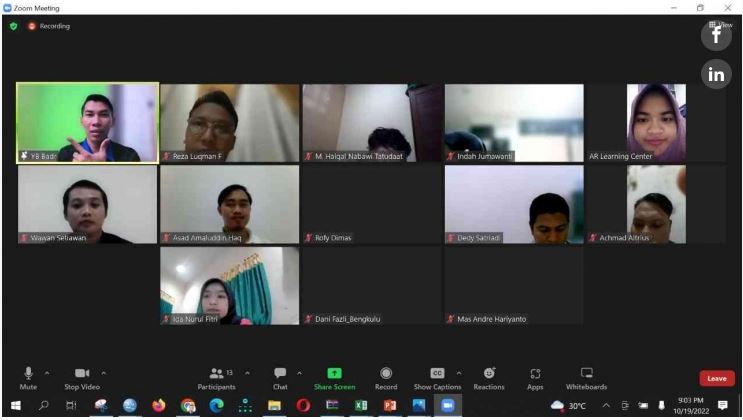 Zoom Meeting
Recording
View
f
in
YB Badr
Reza Luqman F
M. Haiqal Nabawi Tatudaat
Indah Jumawanti
AR Learning Center
Wawan Setiawan
Asad Amaluddin Haq
Rofy Dimas
Dedy Satriadi
Achmad Altrius
Ida Nurul Fitri
Dani Fazli_Bengkulu
Mas Andre Hariyanto
Mute
Stop Video
13
Participants
Chat
Share Screen
Record
CC
Show Captions
Reactions
Apps
Whiteboards
Leave
30°C
9:03 PM
10/19/2022